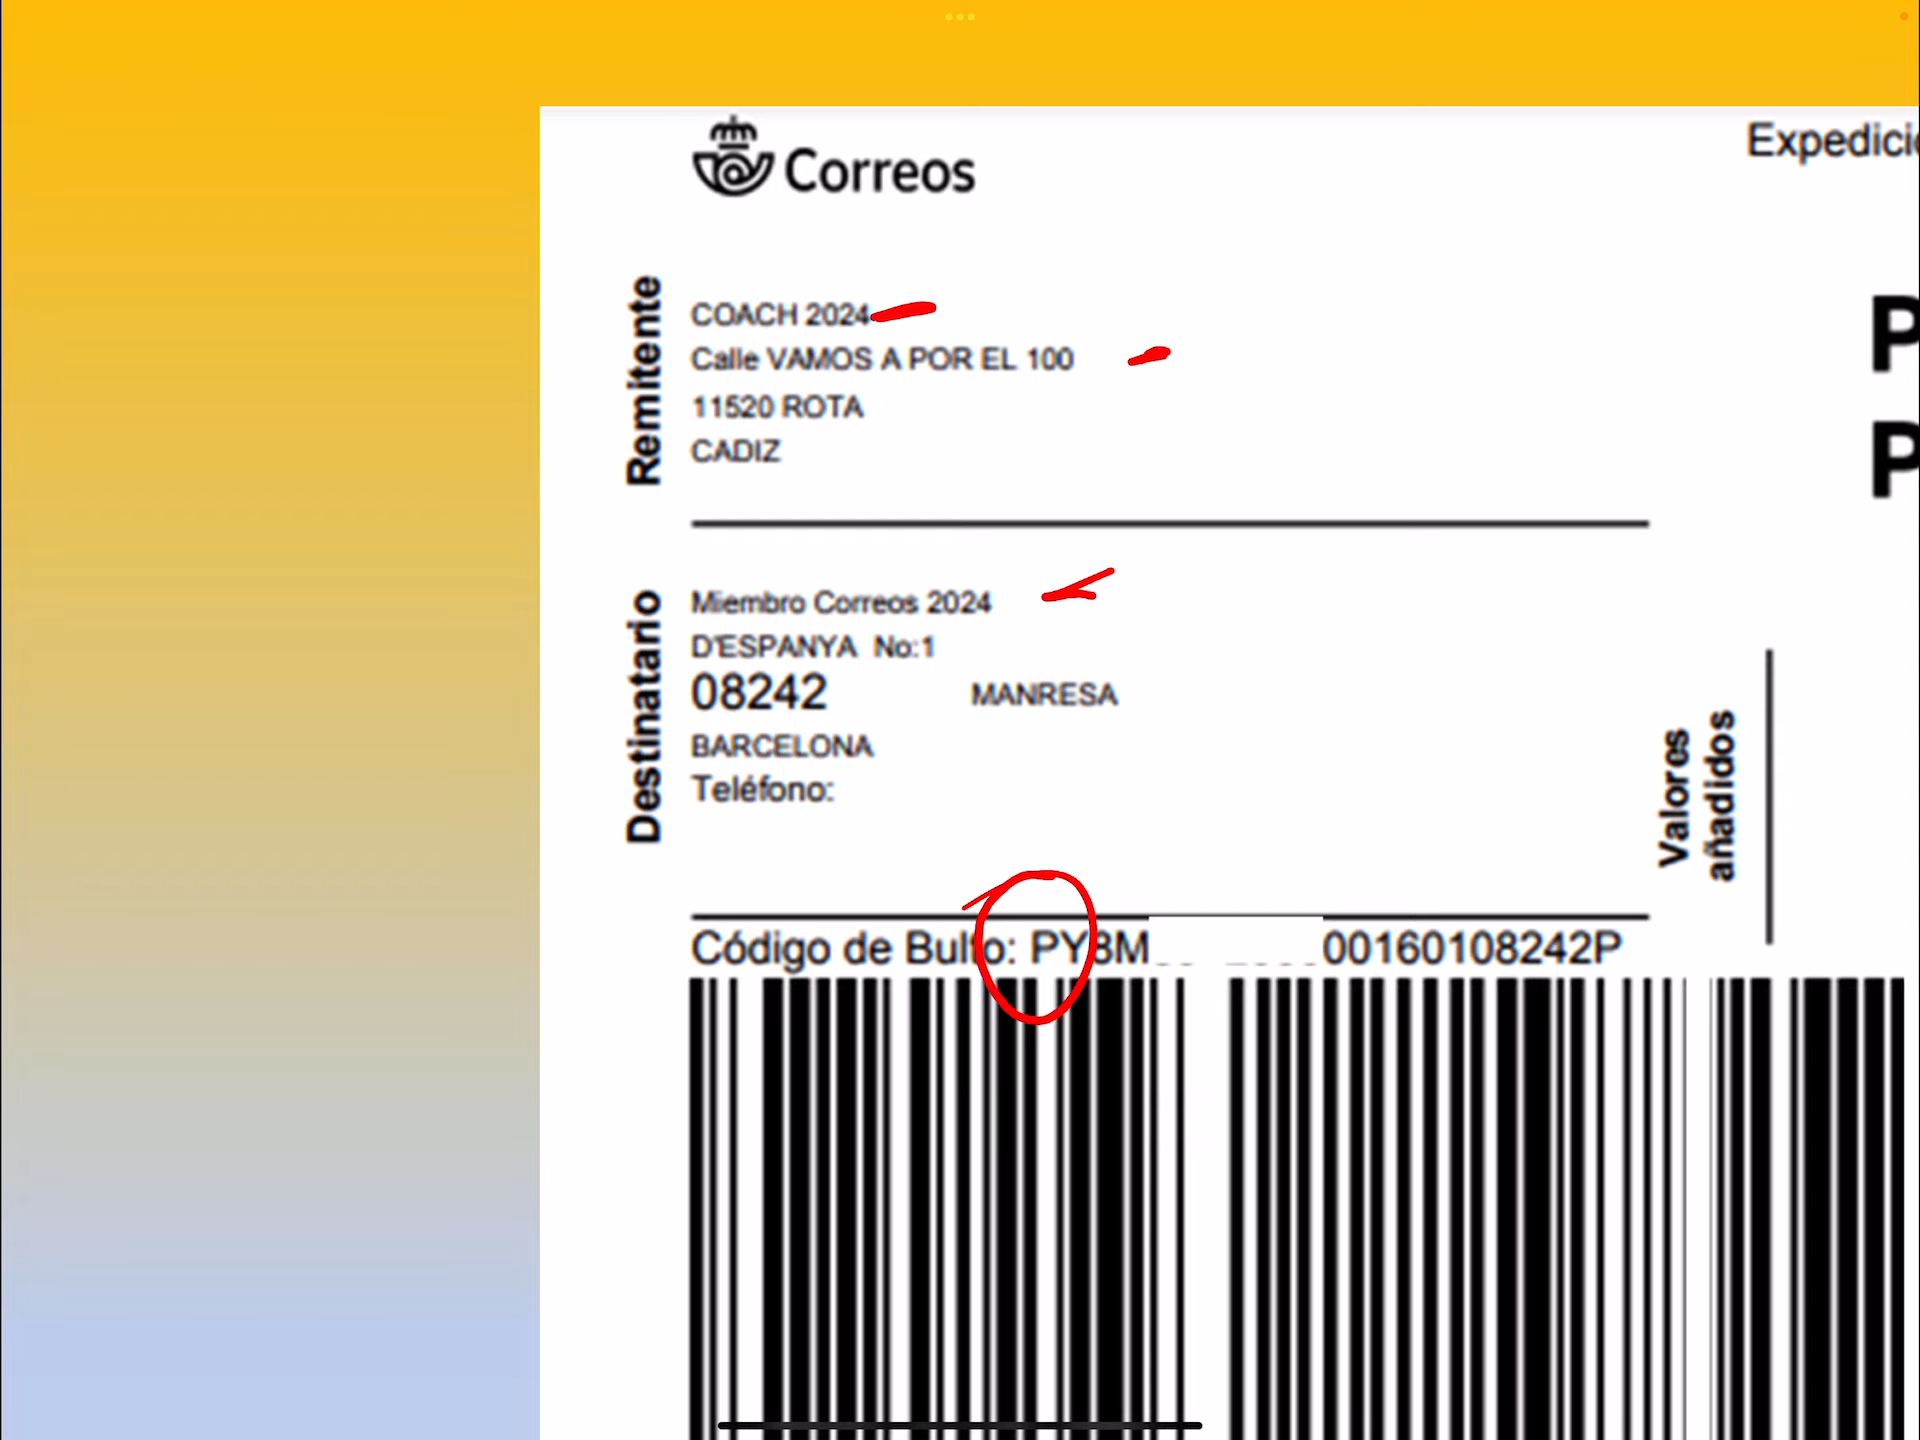 Correos
Expedici
Remitente
COACH 2024
Calle VAMOS A POR EL 100
11520 ROTA
CADIZ
P
P
Destinatario
Miembro Correos 2024
D'ESPANYA No:1
08242 MANRESA
BARCELONA
Teléfono:
Valores
añadidos
Código de Bulto: PY8M 00160108242P